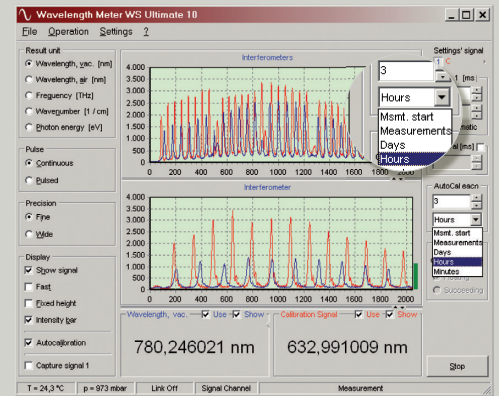 Wavelength Meter WS Ultimate 10
File Operation Settings ?
Result unit
Wavelength, vac. [nm]
Wavelength, air [nm]
Frequency [THz]
Wavenumber [1 / cm]
Photon energy [eV]
Pulse
Continuous
Pulsed
Precision
Fine
Wide
Display
Show signal
Fast
Fixed height
Intensity bar
Autocalibration
Capture signal 1
Interferometers
4.000
3.500
3.000
2.500
2.000
1.500
1.000
500
0
0 200 400 600 800 1000 1200 1400 1600 1800 2000
Interferometer
4.000
3.500
3.000
2.500
2.000
1.500
1.000
500
0
0 200 400 600 800 1000 1200 1400 1600 1800 2000
Wavelength, vac. Use Show
780,246021 nm
Calibration Signal Use Show
632,991009 nm
Settings' signal
1 C
1 [ms]
3
Hours
Msmt. start
Measurements
Days
Hours
[ms]
AutoCal each
3
Hours
Msmt. start
Measurements
Days
Hours
Minutes
Succeeding
Stop
T = 24,3 °C p = 973 mbar Link Off Signal Channel Measurement